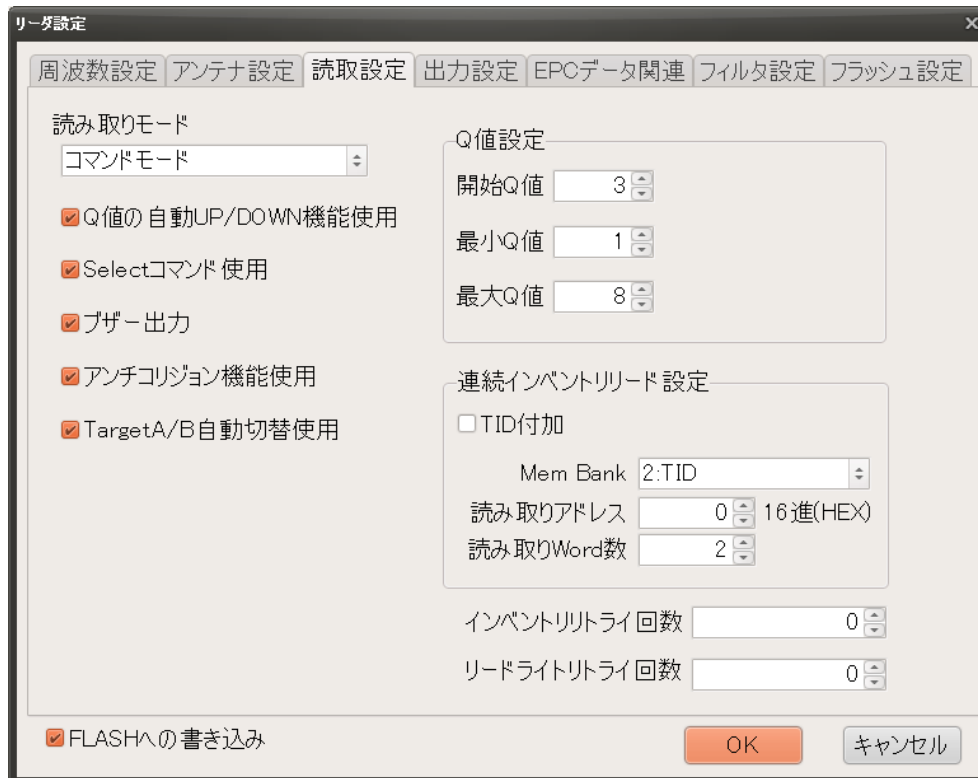 リーダ設定
周波数設定 アンテナ設定 読取設定 出力設定 EPCデータ関連 フィルタ設定 フラッシュ設定
読み取りモード
コマンドモード
Q値の自動UP/DOWN機能使用
Selectコマンド使用
ブザー出力
アンチコリジョン機能使用
TargetA/B自動切替使用
Q値設定
開始Q値 3
最小Q値 1
最大Q値 8
連続インベントリリード設定
TID付加
Mem Bank 2:TID
読み取りアドレス 0 16進(HEX)
読み取りWord数 2
インベントリリトライ回数 0
リードライトリトライ回数 0
FLASHへの書き込み
OK キャンセル